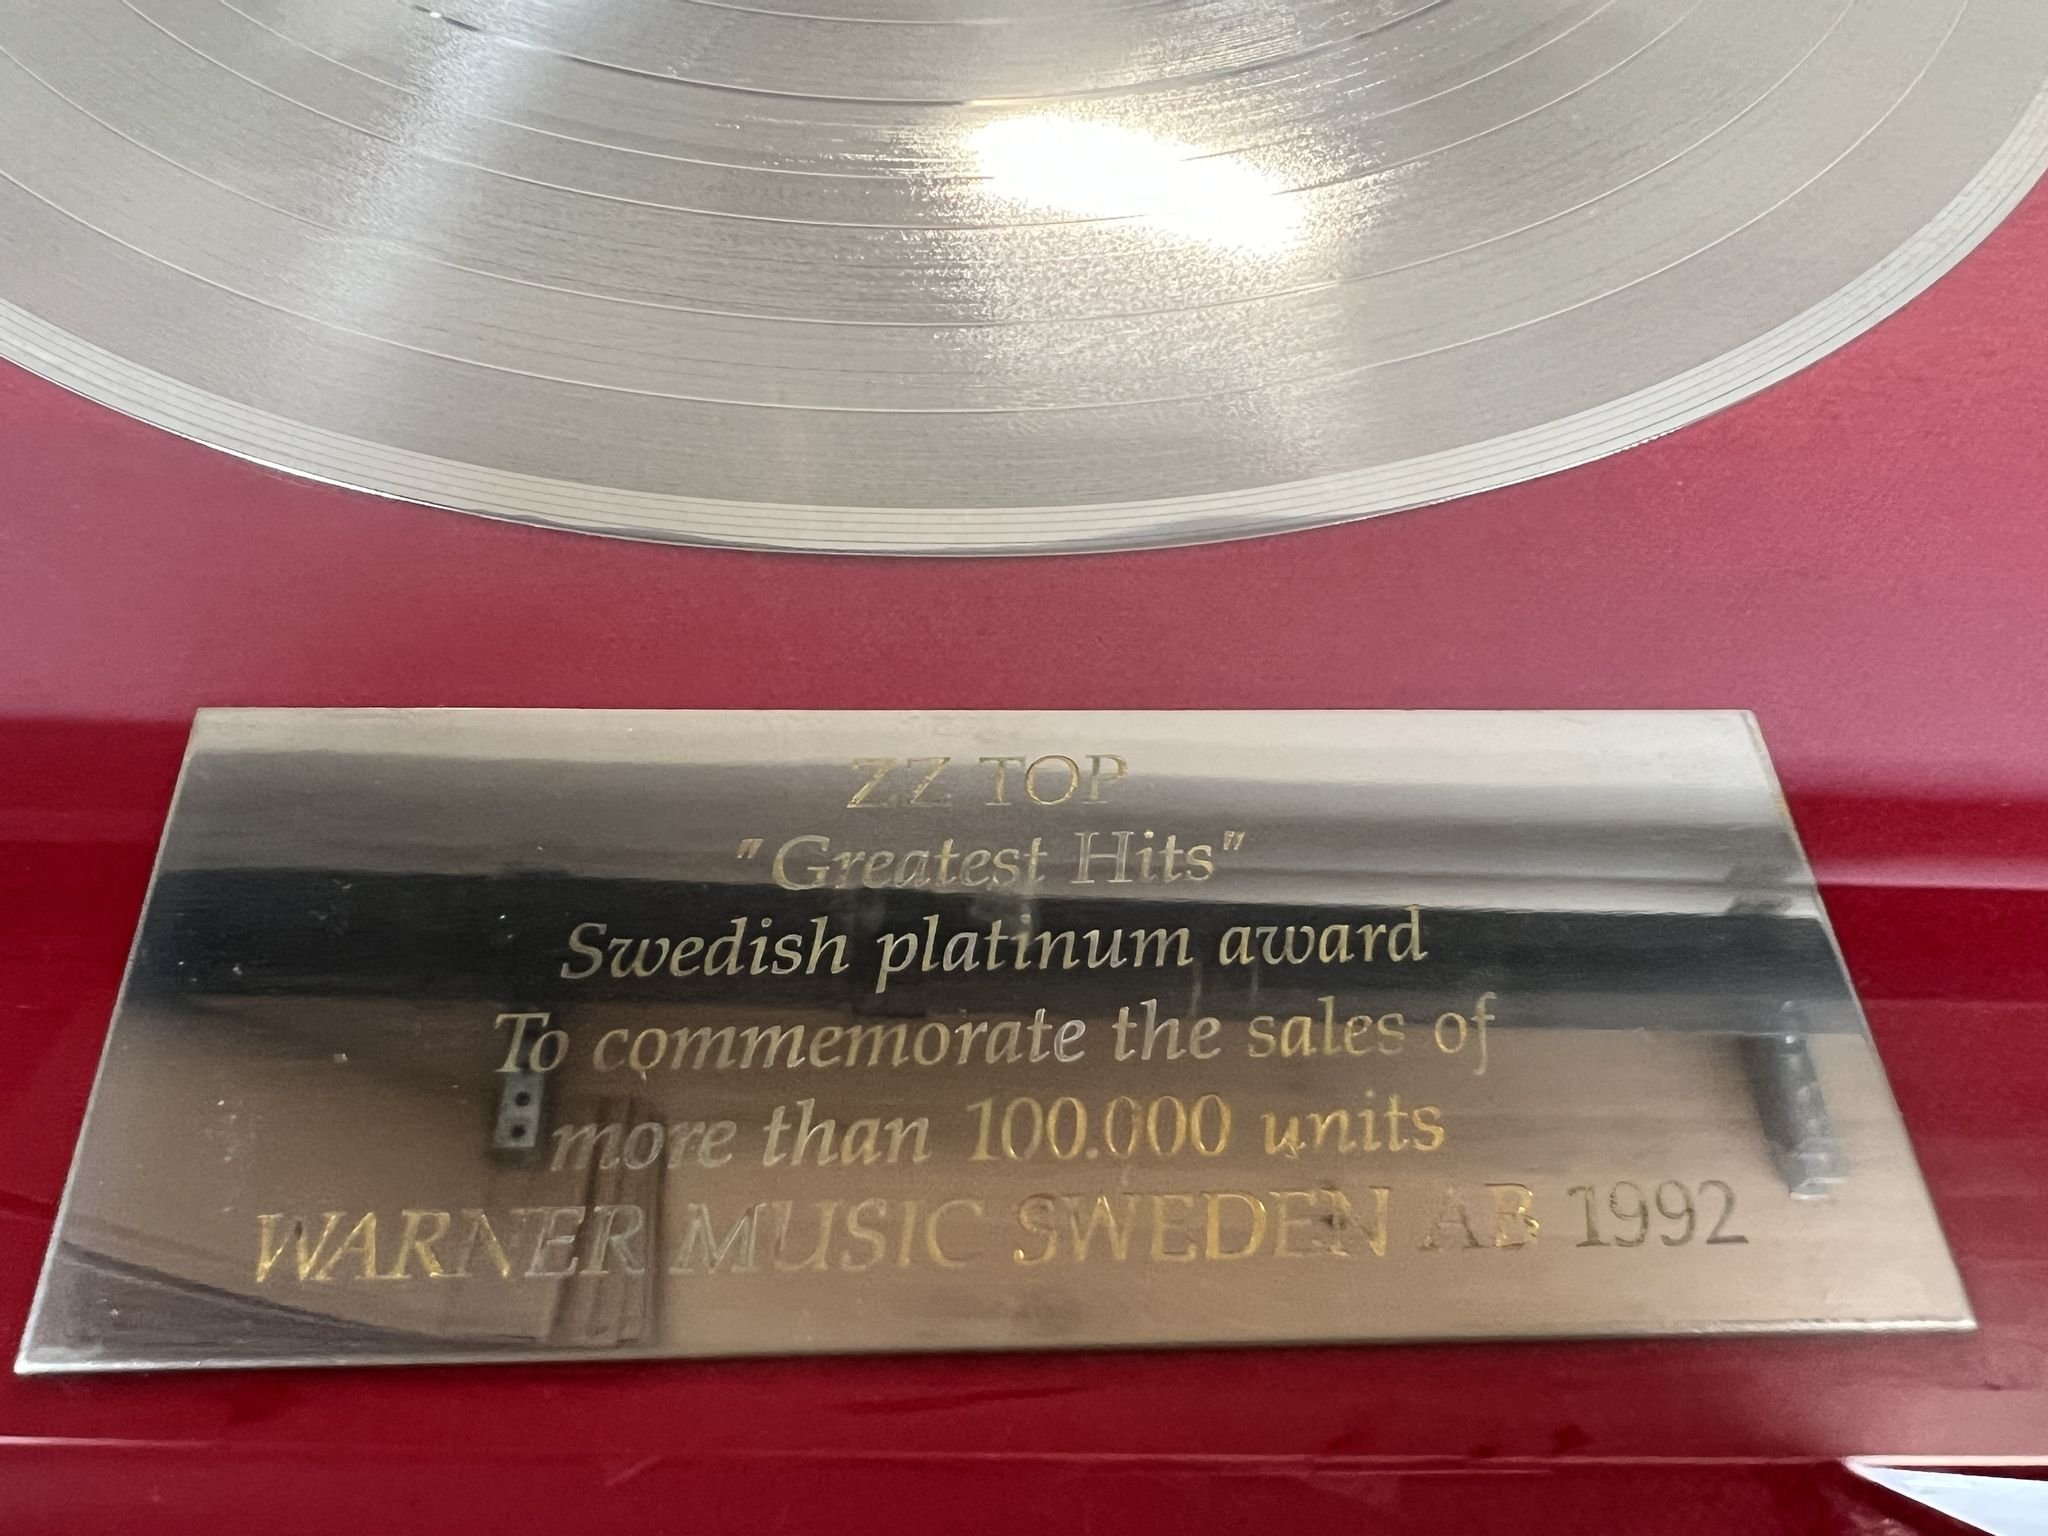 ZZ TOP
"Greatest Hits"
Swedish platinum award
To commemorate the sales of
more than 100.000 units
WARNER MUSIC SWEDEN AB 1992